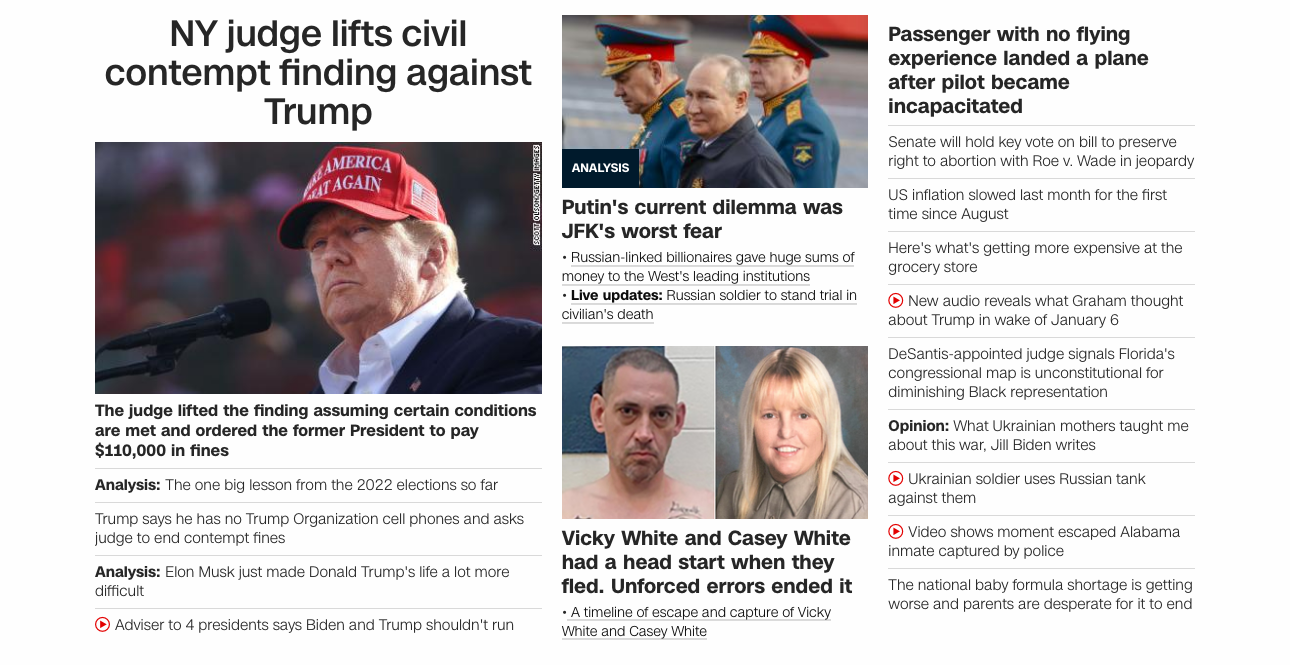 NY judge lifts civil
contempt finding against
Trump
KE AMERICA
EAT AGAIN
SCOTT OLSON/GETTY IMAGES
The judge lifted the finding assuming certain conditions
are met and ordered the former President to pay
$110,000 in fines
Analysis: The one big lesson from the 2022 elections so far
Trump says he has no Trump Organization cell phones and asks
judge to end contempt fines
Analysis: Elon Musk just made Donald Trump's life a lot more
difficult
Adviser to 4 presidents says Biden and Trump shouldn't run
ANALYSIS
Putin's current dilemma was
JFK's worst fear
• Russian-linked billionaires gave huge sums of
money to the West's leading institutions
• Live updates: Russian soldier to stand trial in
civilian's death
Vicky White and Casey White
had a head start when they
fled. Unforced errors ended it
• A timeline of escape and capture of Vicky
White and Casey White
Passenger with no flying
experience landed a plane
after pilot became
incapacitated
Senate will hold key vote on bill to preserve
right to abortion with Roe v. Wade in jeopardy
US inflation slowed last month for the first
time since August
Here's what's getting more expensive at the
grocery store
New audio reveals what Graham thought
about Trump in wake of January 6
DeSantis-appointed judge signals Florida's
congressional map is unconstitutional for
diminishing Black representation
Opinion: What Ukrainian mothers taught me
about this war, Jill Biden writes
Ukrainian soldier uses Russian tank
against them
Video shows moment escaped Alabama
inmate captured by police
The national baby formula shortage is getting
worse and parents are desperate for it to end